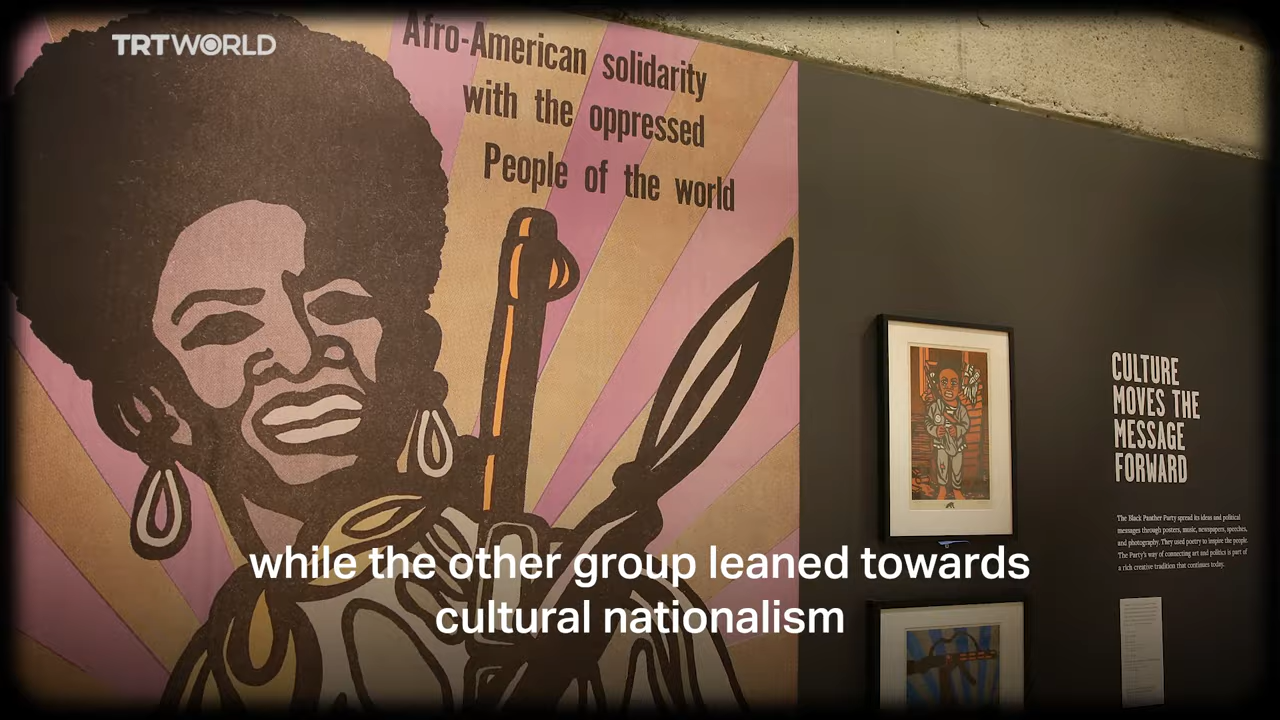 TRT WORLD
Afro-American solidarity
with the oppressed
People of the world
CULTURE
MOVES THE
MESSAGE
FORWARD
The Black Panther Party spread its ideas and political
messages through posters, music, newspapers, speeches,
and photography. They used poetry to inspire the people.
The Party's way of connecting art and politics is part of
a rich creative tradition that continues today.
while the other group leaned towards
cultural nationalism